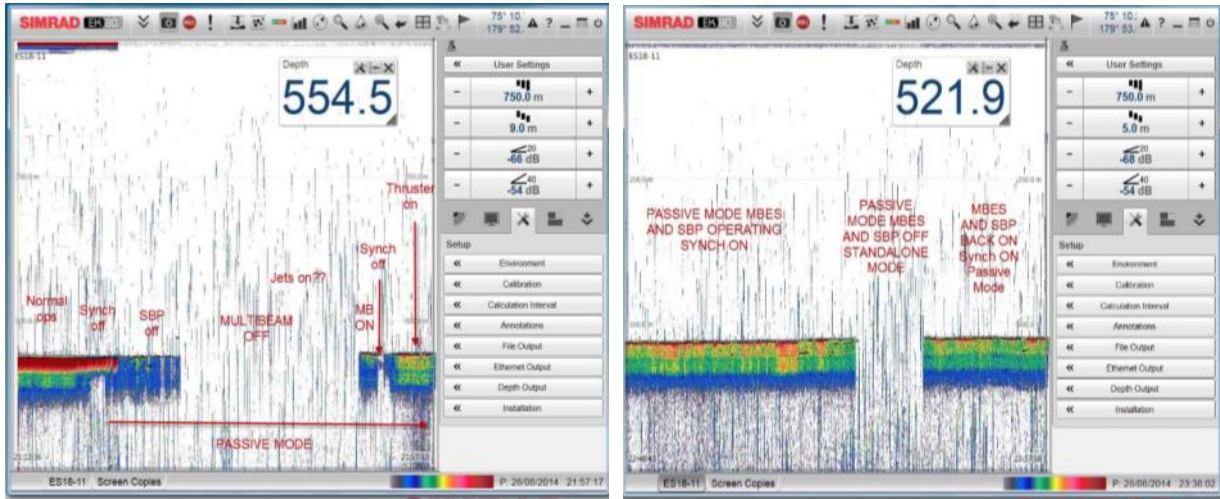 SIMRAD
75° 10.
179° 52.
ES18-11
Depth
554.5
User Settings
750.0 m
9.0 m
20
-66 dB
40
-54 dB
Thruster on
Synch off
Jets on??
Normal ops
Synch off
SBP off
MULTIBEAM OFF
MB ON
PASSIVE MODE
Setup
Environment
Calibration
Calculation Interval
Annotations
File Output
Ethernet Output
Depth Output
Installation
ES18-11
Screen Copies
P: 28/08/2014 21:57:17
SIMRAD
75° 10.
179° 53.
ES18-11
Depth
521.9
User Settings
750.0 m
5.0 m
20
-68 dB
40
-54 dB
250.0m
PASSIVE MODE MBES
AND SBP OPERATING
SYNCH ON
PASSIVE
MODE MBES
AND SBP OFF
STANDALONE
MODE
MBES
AND SBP
BACK ON
Synch ON
Passive
Mode
Setup
Environment
Calibration
Calculation Interval
Annotations
File Output
Ethernet Output
Depth Output
Installation
ES18-11
Screen Copies
P: 28/08/2014 23:38:02